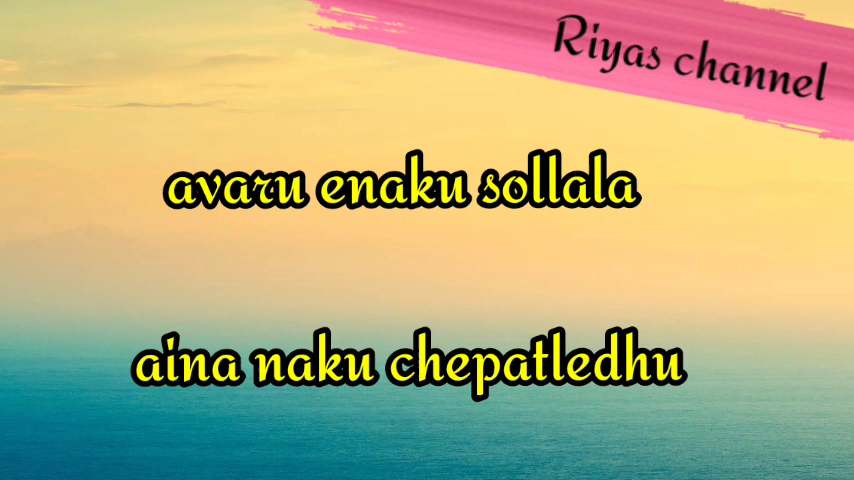 Riyas channel
avaru enaku sollala
aina naku chepatledhu